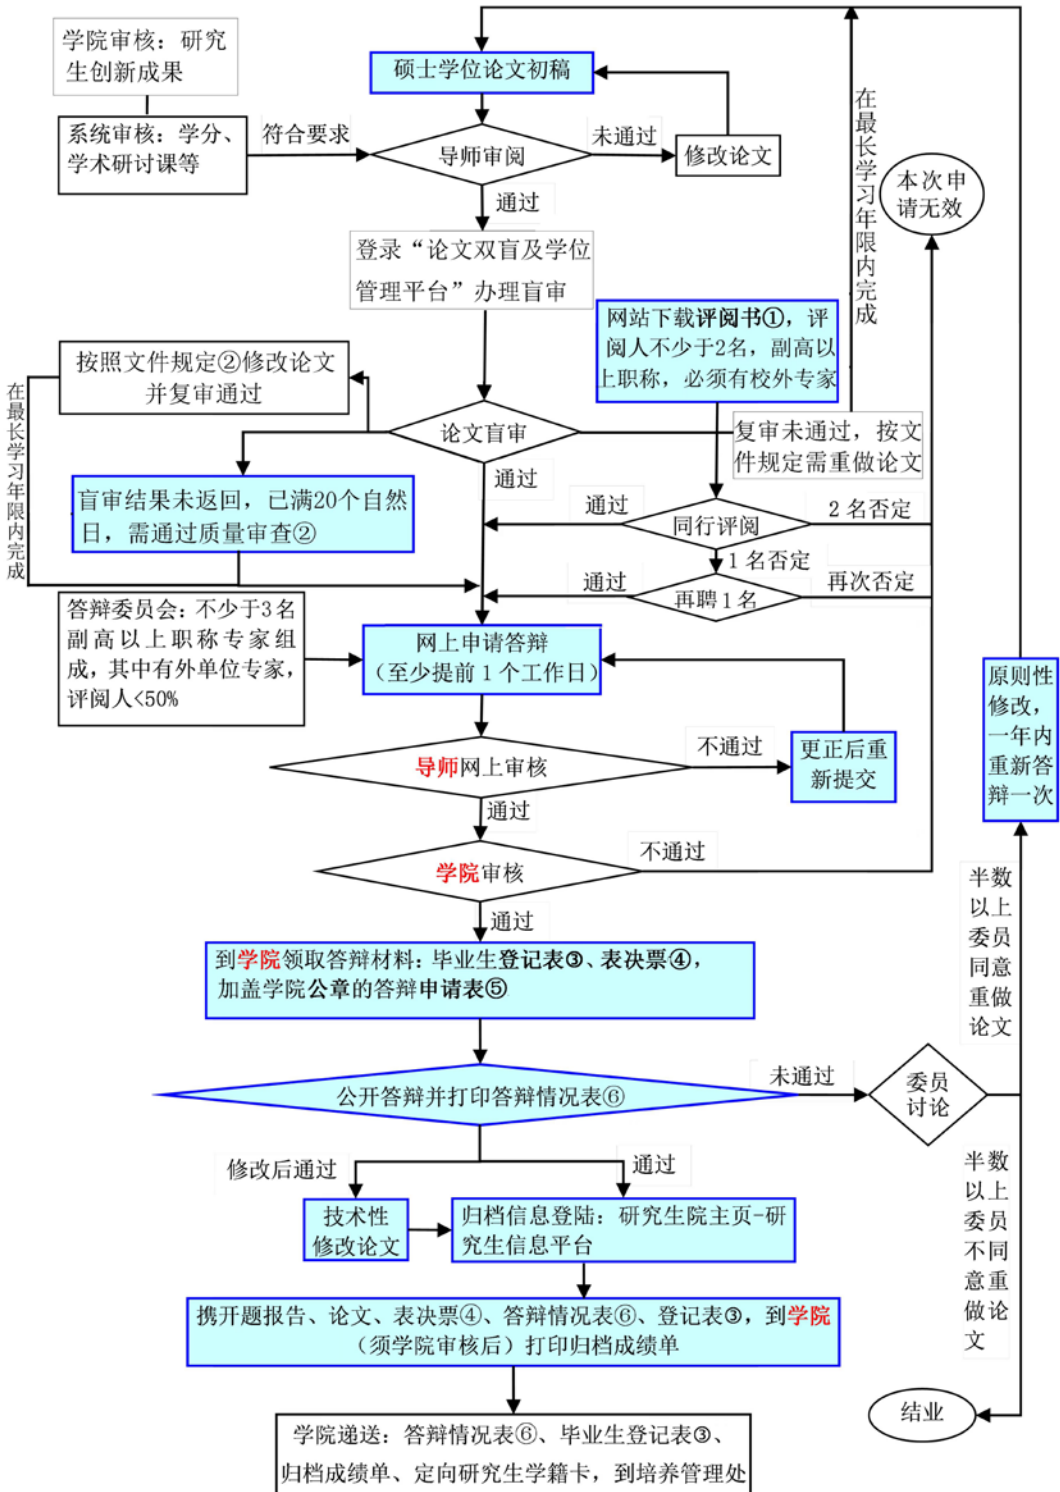 学院审核：研究
生创新成果
硕士学位论文初稿
系统审核：学分、
学术研讨课等
符合要求
导师审阅
未通过
修改论文
在最长学习年限内完成
本次申
请无效
通过
登录“论文双盲及学位
管理平台”办理盲审
网站下载评阅书①，评
阅人不少于2名，副高以
上职称，必须有校外专家
按照文件规定②修改论文
并复审通过
在最长学习年限内完成
论文盲审
复审未通过，按文
件规定需重做论文
通过
盲审结果未返回，已满20个自然
日，需通过质量审查②
通过
同行评阅
2名否定
1名否定
通过
再聘1名
再次否定
答辩委员会：不少于3名
副高以上职称专家组
成，其中有外单位专家，
评阅人<50%
网上申请答辩
（至少提前1个工作日）
原则性
修改，
一年内
重新答
辩一次
导师网上审核
不通过
更正后重
新提交
通过
学院审核
不通过
通过
半数
以上
委员
同意
重做
论文
到学院领取答辩材料：毕业生登记表③、表决票④，
加盖学院公章的答辩申请表⑤
公开答辩并打印答辩情况表⑥
未通过
委员
讨论
修改后通过
通过
半数
以上
委员
不同
意重
做论
文
技术性
修改论文
归档信息登陆：研究生院主页-研
究生信息平台
携开题报告、论文、表决票④、答辩情况表⑥、登记表③，到学院
（须学院审核后）打印归档成绩单
结业
学院递送：答辩情况表⑥、毕业生登记表③、
归档成绩单、定向研究生学籍卡，到培养管理处